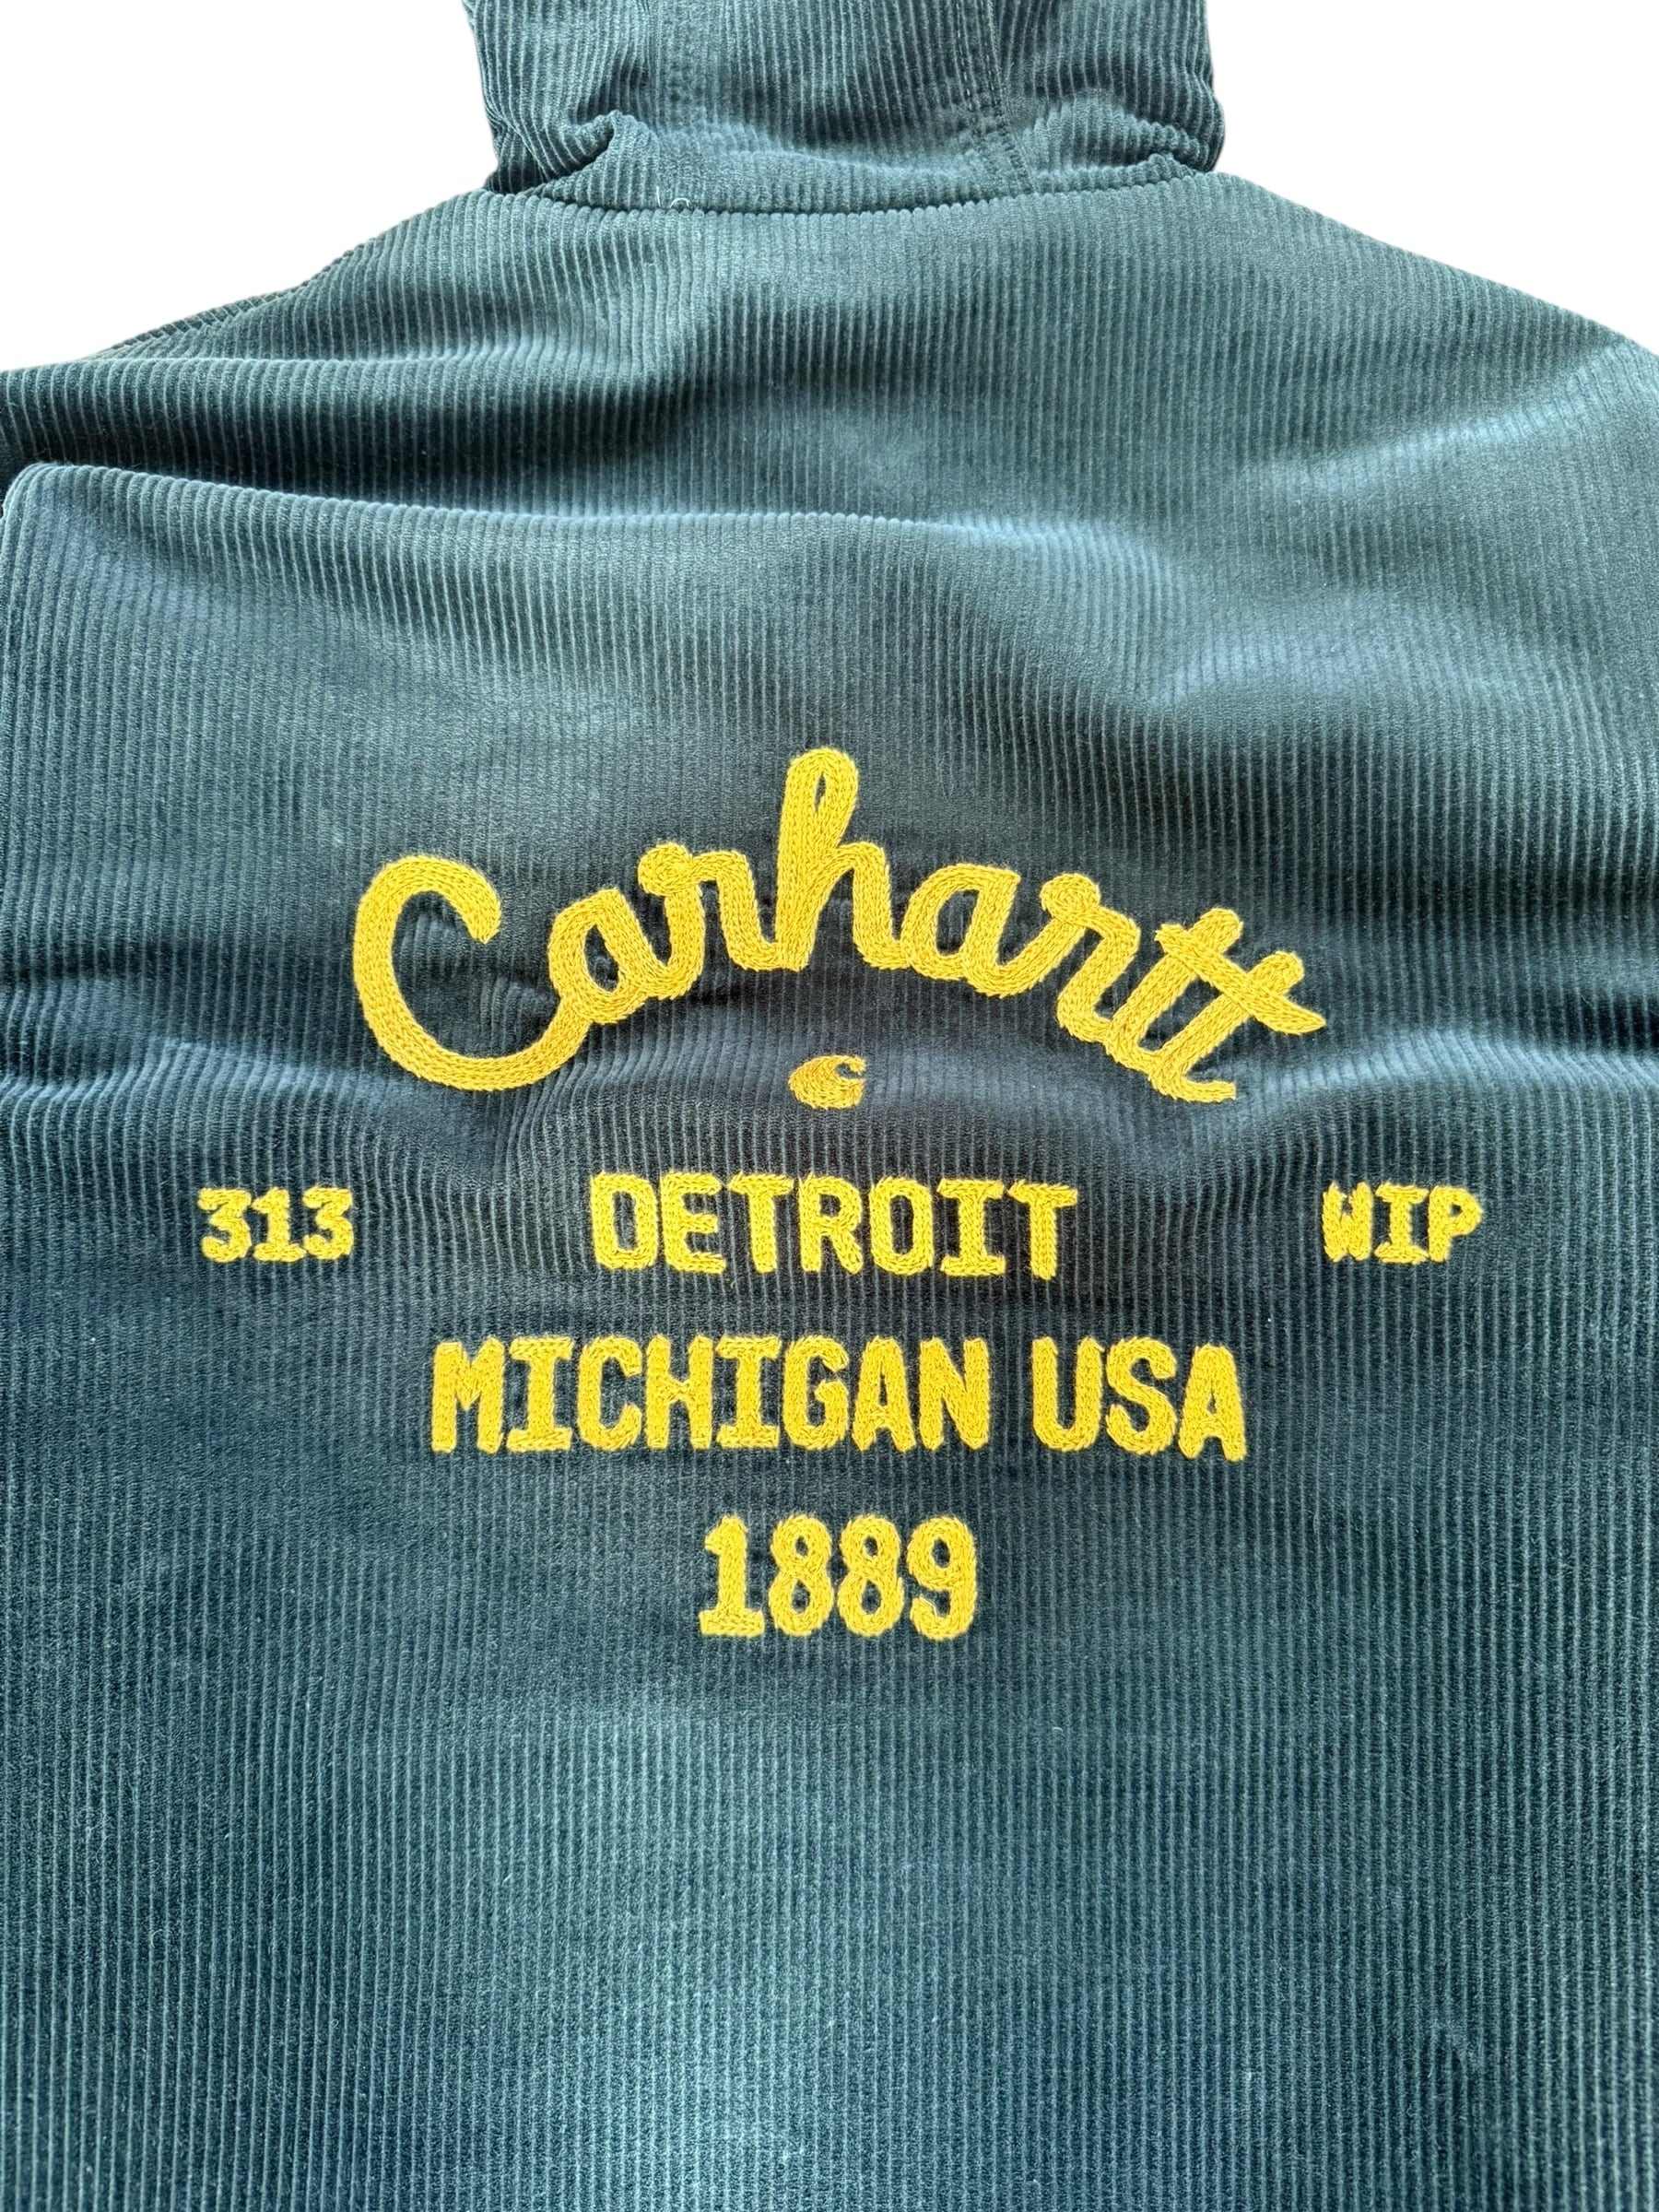 Carhartt
313 DETROIT WIP
MICHIGAN USA
1889